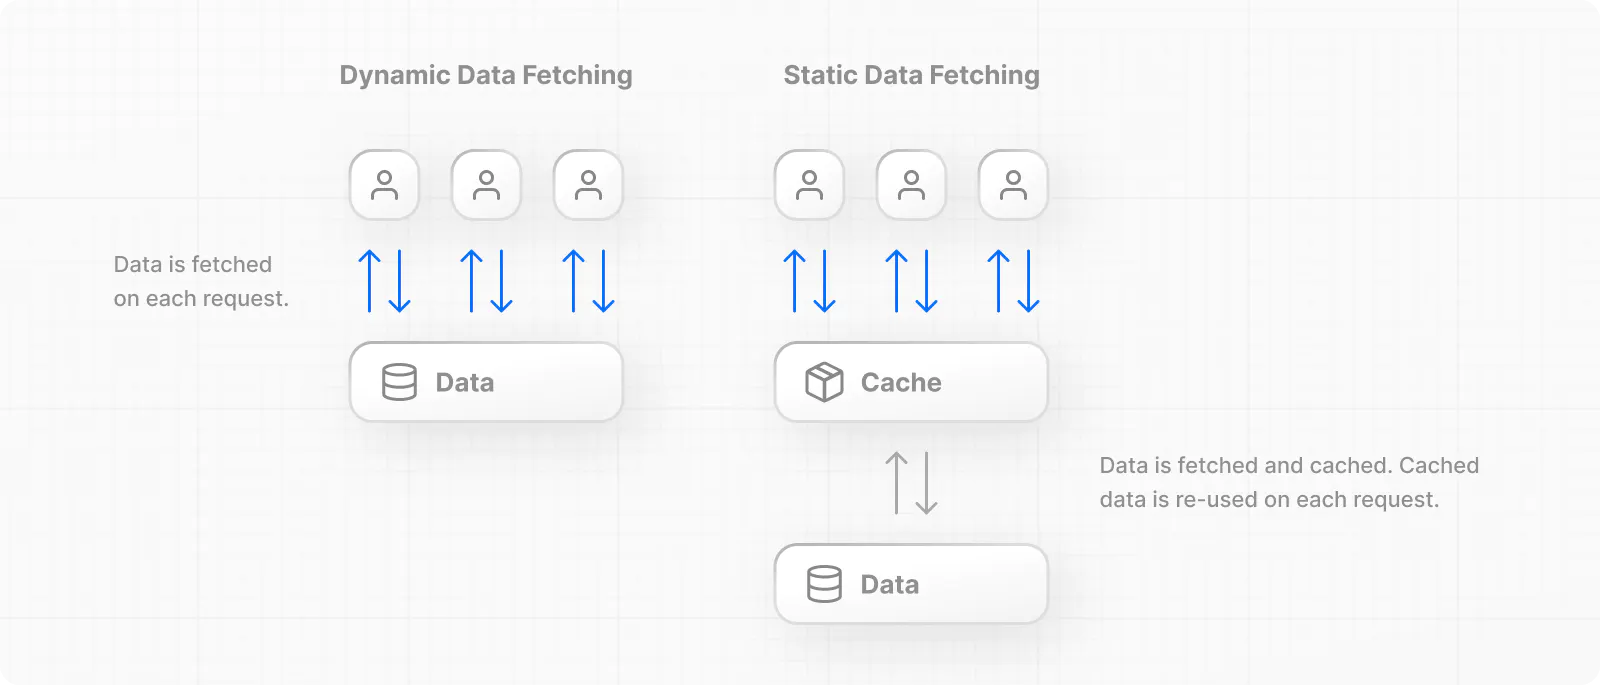 Dynamic Data Fetching
Static Data Fetching
Data is fetched
on each request.
Data
Cache
Data is fetched and cached. Cached
data is re-used on each request.
Data